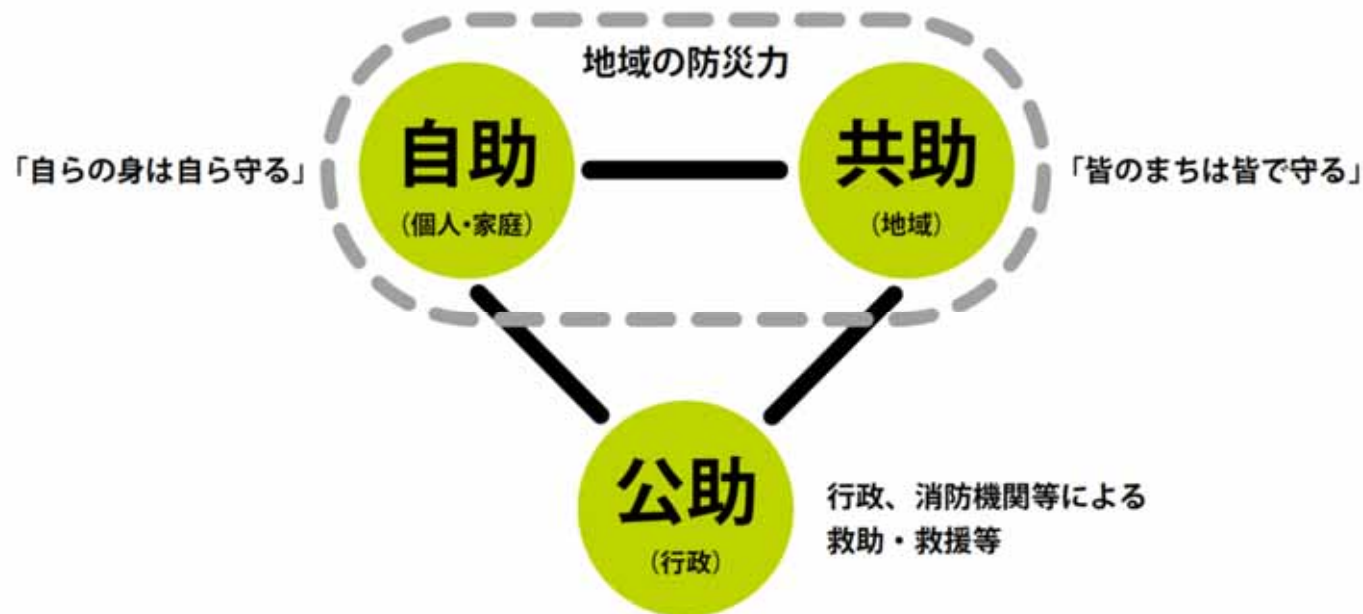 地域の防災力
「自らの身は自ら守る」
自助
(個人・家庭)
共助
(地域)
「皆のまちは皆で守る」
公助
(行政)
行政、消防機関等による
救助・救援等